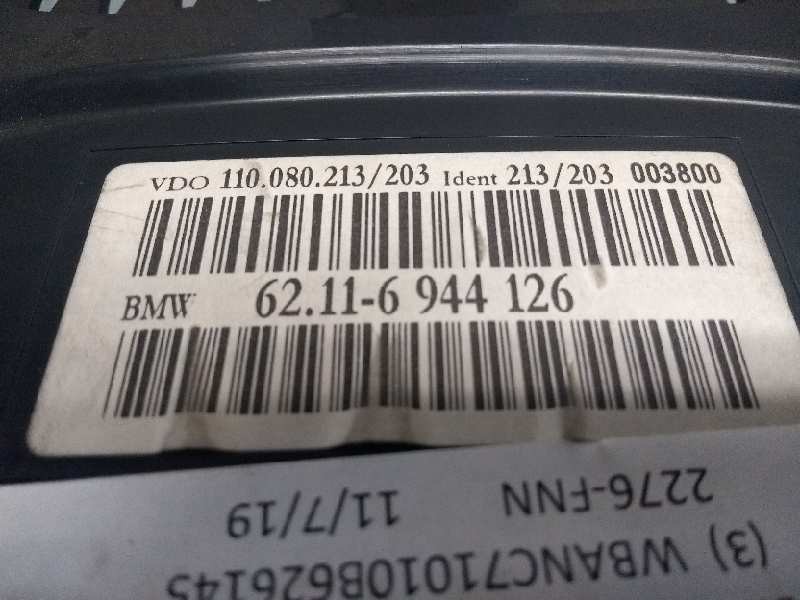 VDO 110.080.213/203 Ident 213/203 003800
BMW 62.11-6 944 126
(3) WBANC71010B626145
2276-FNN 11/7/19